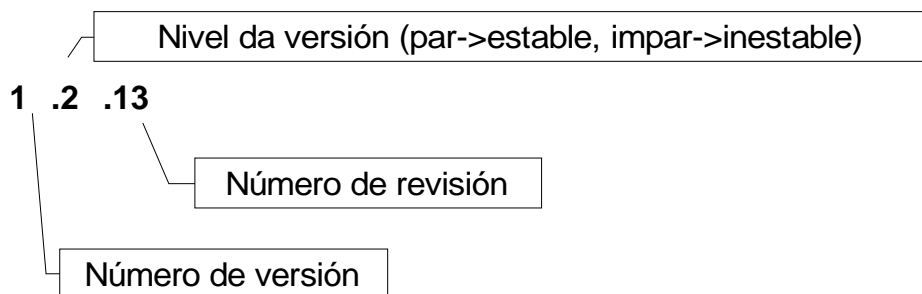 Nivel da versión (par->estable, impar->inestable)
1 .2 .13
Número de revisión
Número de versión